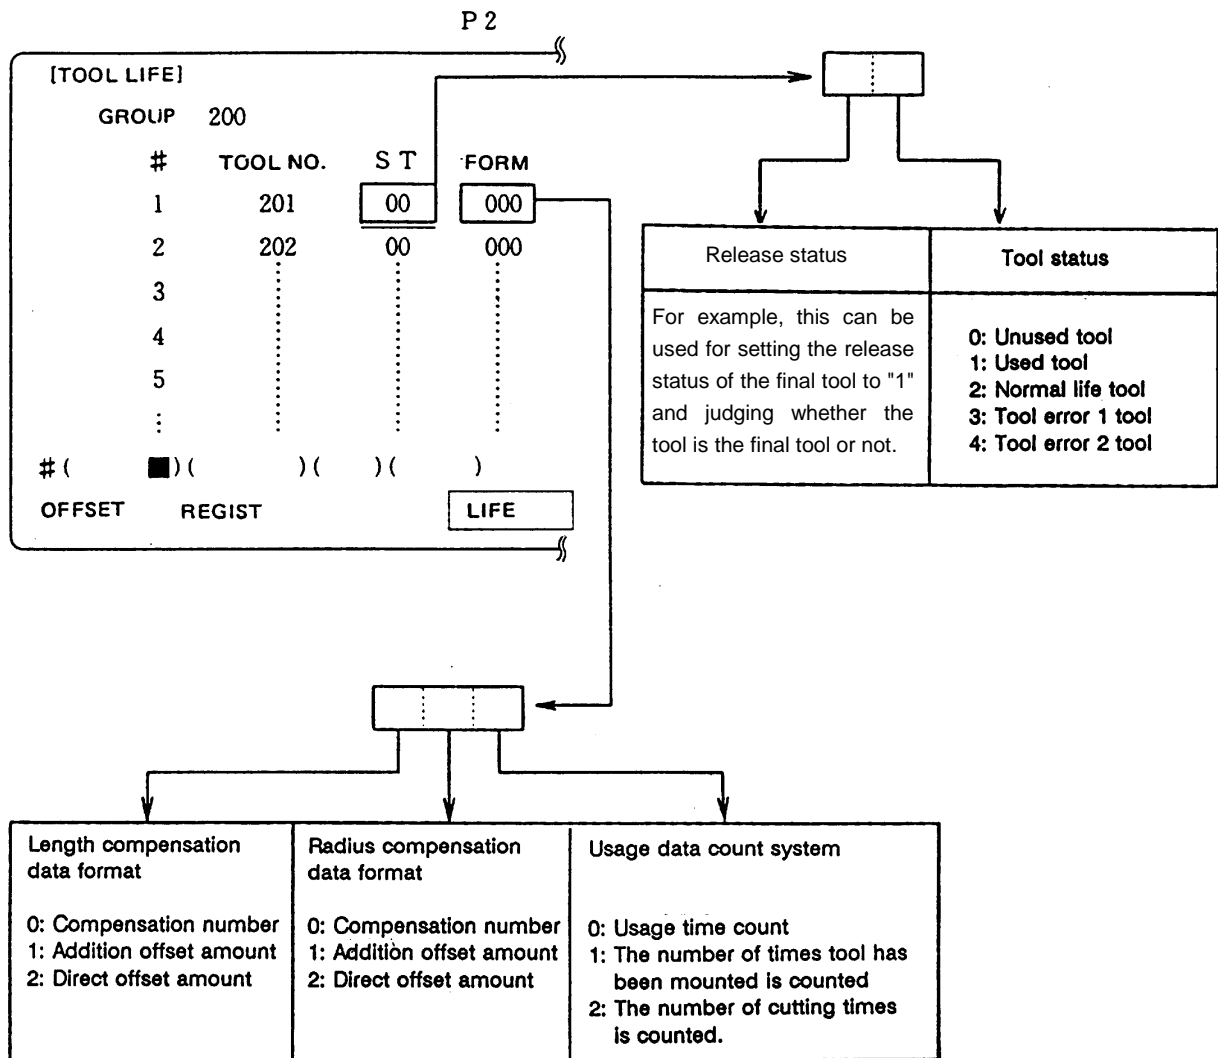 P 2
[TOOL LIFE]
GROUP 200
# TOOL NO. S T FORM
1 201 00 000
2 202 00 000
3
4
5
#( )( )( )( )
OFFSET REGIST LIFE
Release status
For example, this can be
used for setting the release
status of the final tool to "1"
and judging whether the
tool is the final tool or not.
Tool status
0: Unused tool
1: Used tool
2: Normal life tool
3: Tool error 1 tool
4: Tool error 2 tool
Length compensation
data format
0: Compensation number
1: Addition offset amount
2: Direct offset amount
Radius compensation
data format
0: Compensation number
1: Addition offset amount
2: Direct offset amount
Usage data count system
0: Usage time count
1: The number of times tool has
been mounted is counted
2: The number of cutting times
is counted.